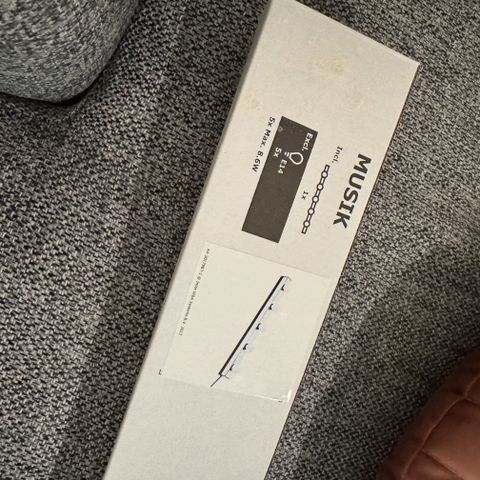 MUSIK
Incl.
1x
Excl.
E14
5x
5x Max. 8.6W